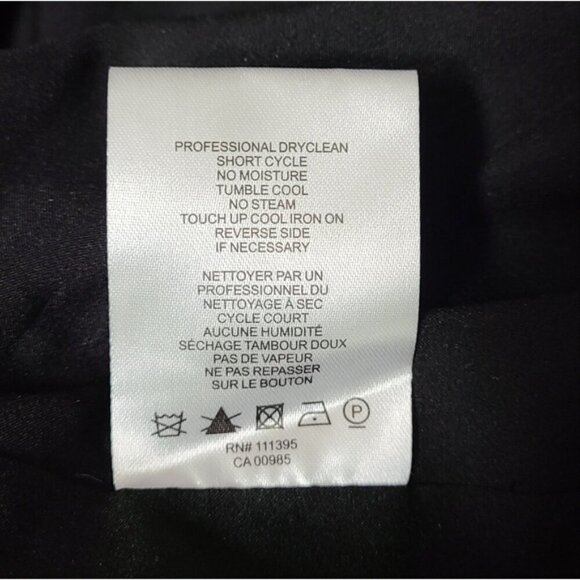 PROFESSIONAL DRYCLEAN
SHORT CYCLE
NO MOISTURE
TUMBLE COOL
NO STEAM
TOUCH UP COOL IRON ON
REVERSE SIDE
IF NECESSARY
NETTOYER PAR UN
PROFESSIONNEL DU
NETTOYAGE À SEC
CYCLE COURT
AUCUNE HUMIDITÉ
SÉCHAGE TAMBOUR DOUX
PAS DE VAPEUR
NE PAS REPASSER
SUR LE BOUTON
P
RN# 111395
CA 00985